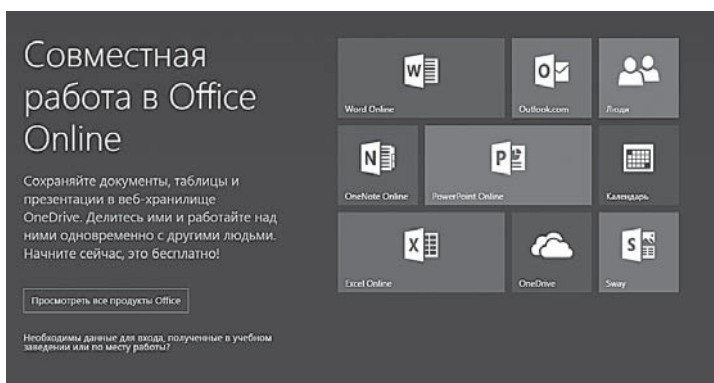 Совместная
работа в Office
Online
Сохраняйте документы, таблицы и
презентации в веб-хранилище
OneDrive. Делитесь ими и работайте над
ними одновременно с другими людьми.
Начните сейчас, это бесплатно!
Просмотреть все продукты Office
Необходимы данные для входа, полученные в учебном
заведении или по месту работы?
W
Word Online
O
Outlook.com
Люди
N
OneNote Online
P
PowerPoint Online
Календарь
X
Excel Online
OneDrive
S
Sway